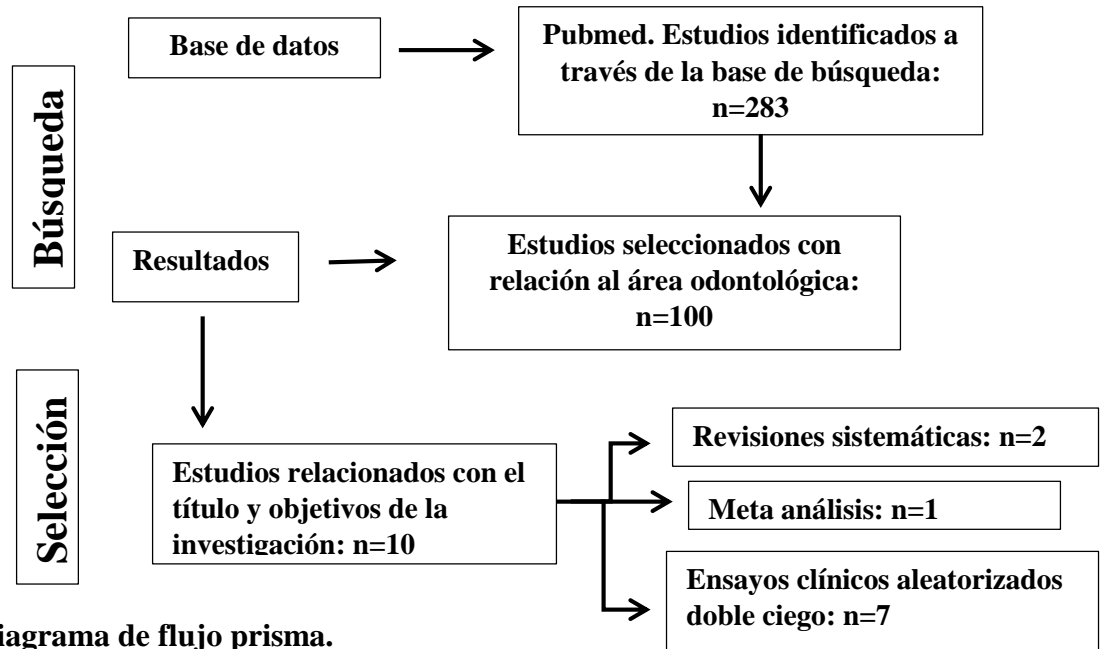 Búsqueda
Base de datos
Pubmed. Estudios identificados a
través de la base de búsqueda:
n=283
Resultados
Estudios seleccionados con
relación al área odontológica:
n=100
Selección
Estudios relacionados con el
título y objetivos de la
investigación: n=10
Revisiones sistemáticas: n=2
Meta análisis: n=1
Ensayos clínicos aleatorizados
doble ciego: n=7
iagrama de flujo prisma.